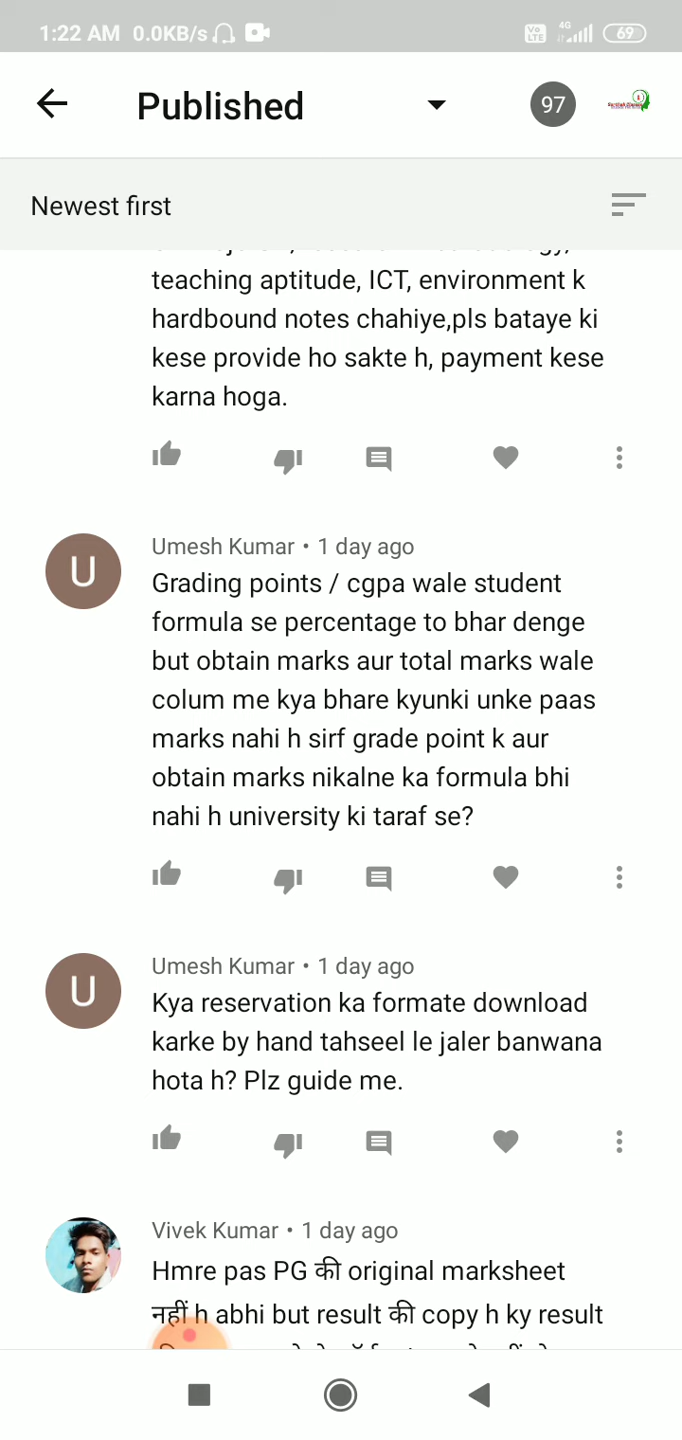 1:22 AM 0.0KB/s Vo LTE 4G 69
Published 97
Newest first
teaching aptitude, ICT, environment k
hardbound notes chahiye,pls bataye ki
kese provide ho sakte h, payment kese
karna hoga.
Umesh Kumar • 1 day ago
U
Grading points / cgpa wale student
formula se percentage to bhar denge
but obtain marks aur total marks wale
colum me kya bhare kyunki unke paas
marks nahi h sirf grade point k aur
obtain marks nikalne ka formula bhi
nahi h university ki taraf se?
Umesh Kumar • 1 day ago
U
Kya reservation ka formate download
karke by hand tahseel le jaler banwana
hota h? Plz guide me.
Vivek Kumar • 1 day ago
Hmre pas PG की original marksheet
नहीं h abhi but result की copy h ky result